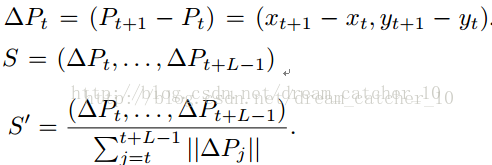 ΔP_t = (P_{t+1} − P_t) = (x_{t+1} − x_t, y_{t+1} − y_t).
S = (ΔP_t, . . . , ΔP_{t+L−1})
http://blog.csdn.net/dream_catcher_10
S′ = (ΔP_t, . . . , ΔP_{t+L−1}) / ∑_{j=t}^{t+L−1} ||ΔP_j|| .